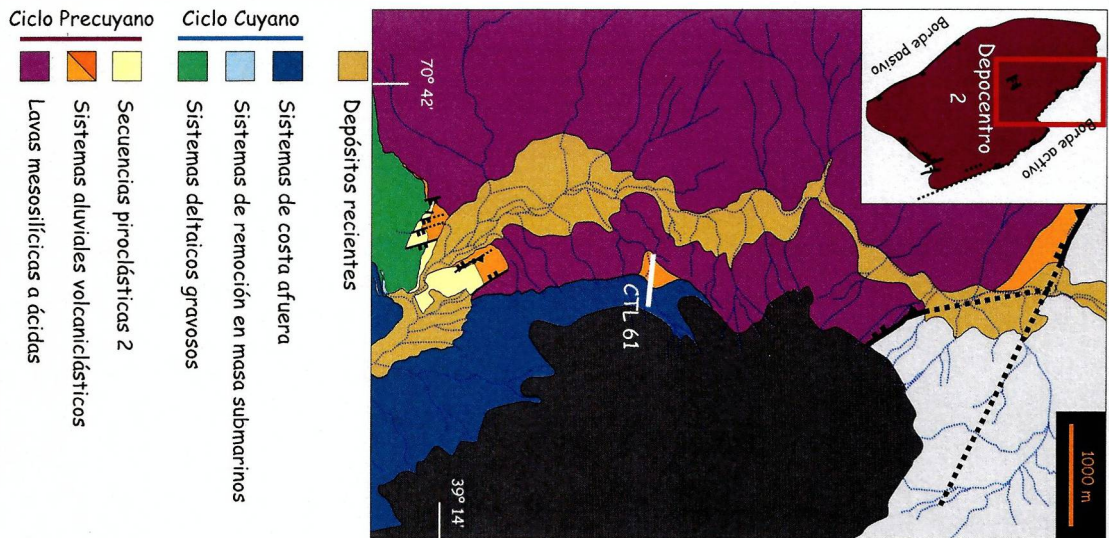 Ciclo Precuyano
Lavas mesosilícicas a ácidas
Sistemas aluviales volcaniclásticos
Secuencias piroclásticas 2
Ciclo Cuyano
Sistemas deltaicos gravosos
Sistemas de remoción en masa submarinos
Sistemas de costa afuera
Depósitos recientes
70° 42'
Borde pasivo
Depocentro
2
N
Borde activo
CTL 61
39° 14'
1000 m